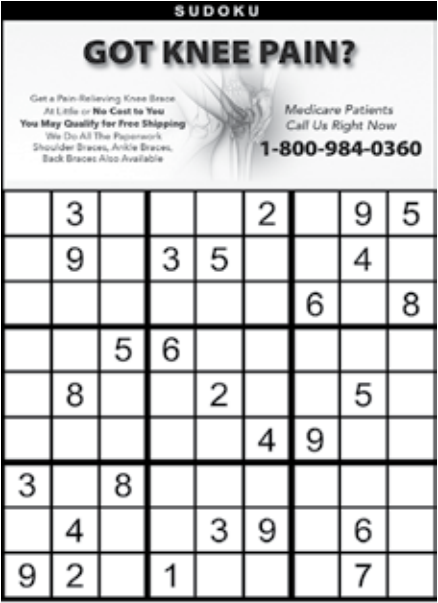 SUDOKU
GOT KNEE PAIN?
Get a Pain-Relieving Knee Brace
At Little or No Cost to You
You May Qualify for Free Shipping
We Do All The Paperwork
Shoulder Braces, Ankle Braces,
Back Braces Also Available
Medicare Patients
Call Us Right Now
1-800-984-0360
3 2 9 5
9 3 5 4
6 8
5 6
8 2 5
4 9
3 8
4 3 9 6
9 2 1 7